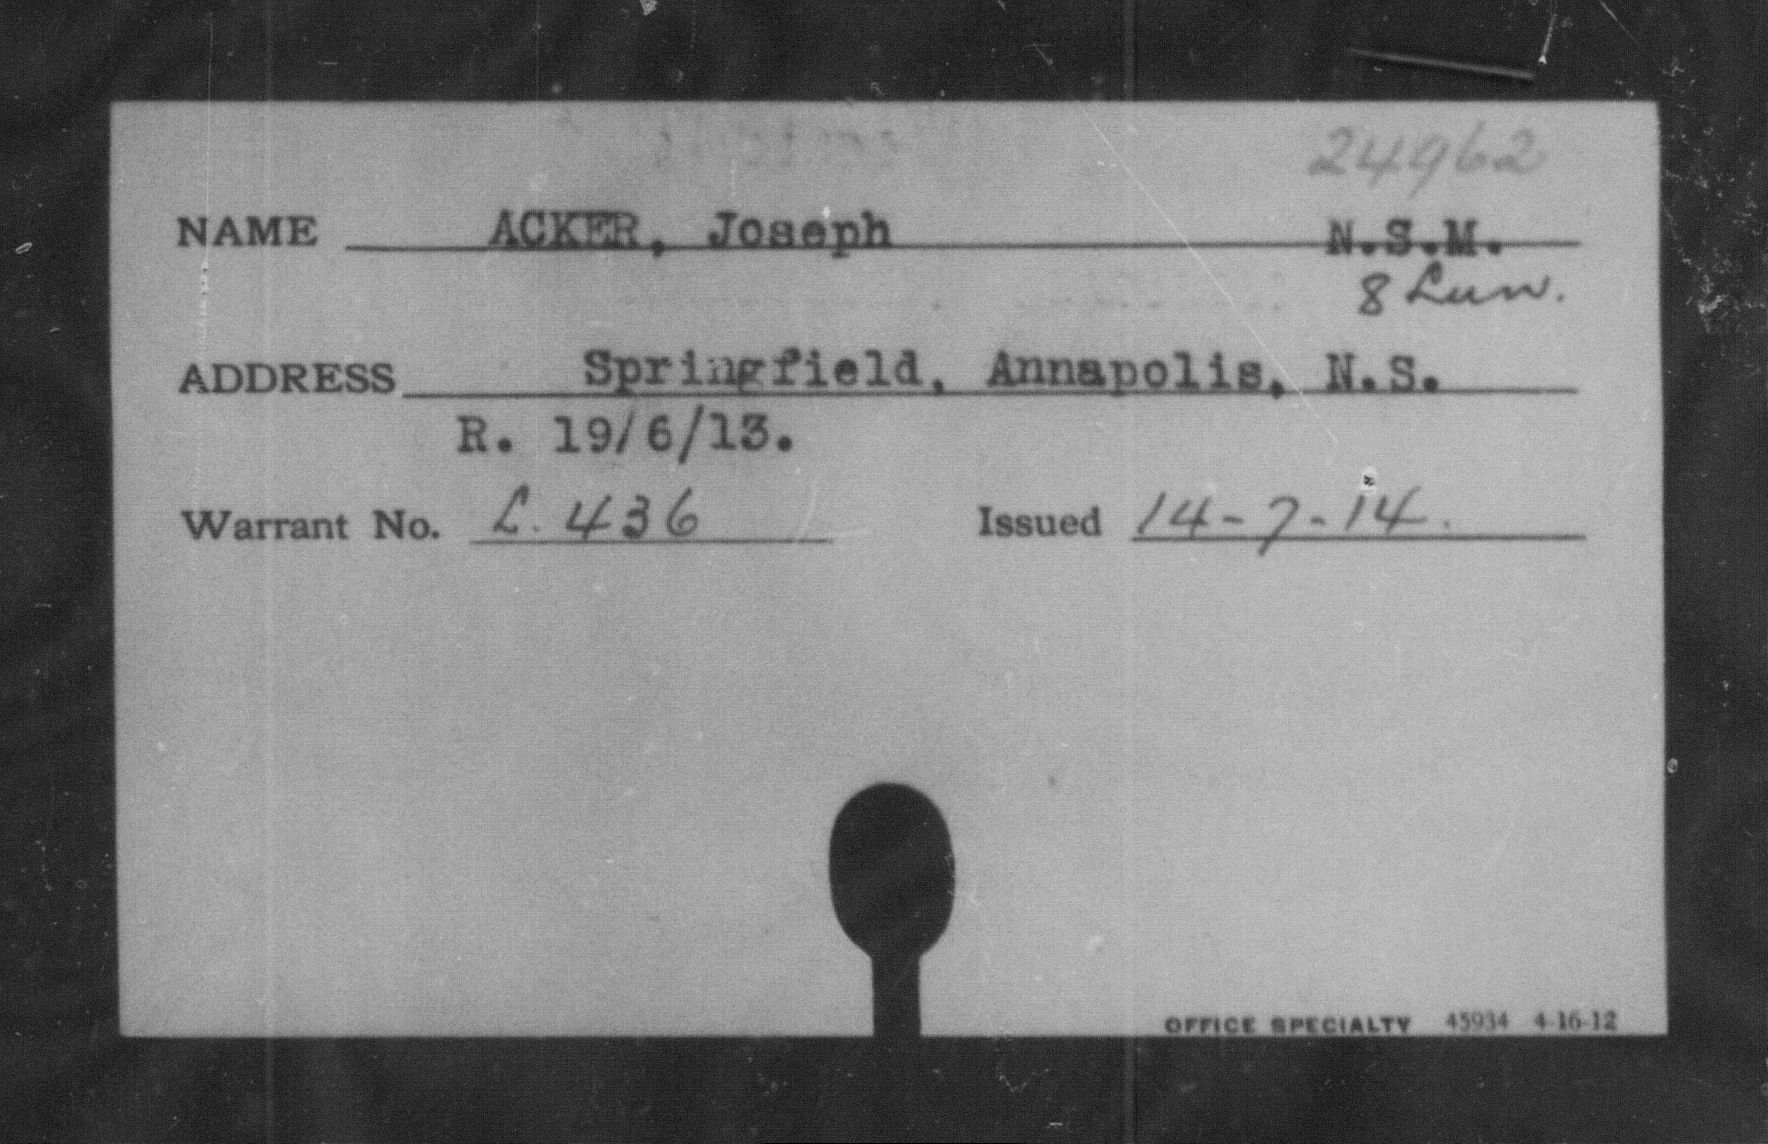 24962
NAME ACKER, Joseph N.S.M.
8 Lun.
ADDRESS Springfield, Annapolis, N.S.
R. 19/6/13.
Warrant No. L. 436 Issued 14-7-14.
OFFICE SPECIALTY 45934 4-16-12